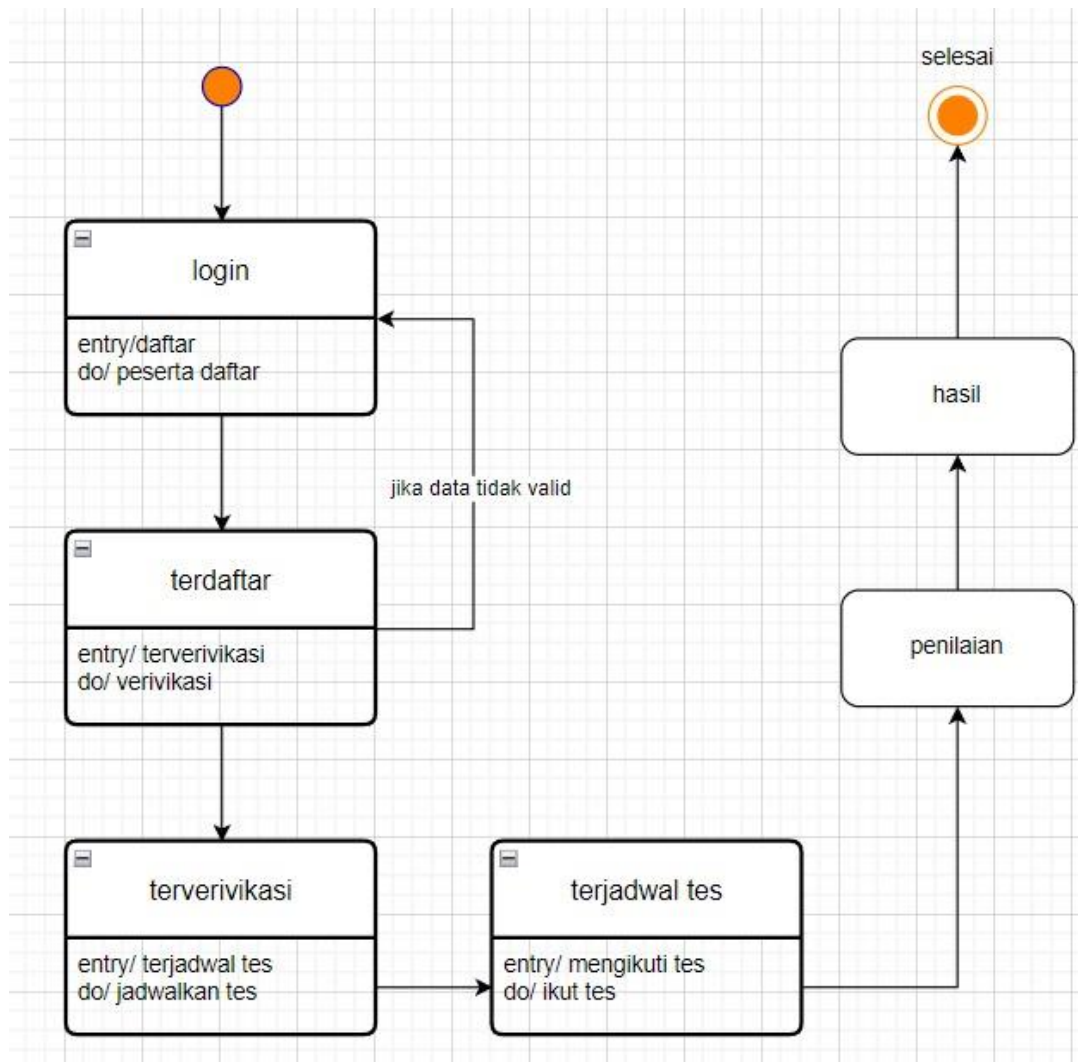 login
entry/daftar
do/ peserta daftar
jika data tidak valid
terdaftar
entry/ terverivikasi
do/ verivikasi
terverivikasi
entry/ terjadwal tes
do/ jadwalkan tes
terjadwal tes
entry/ mengikuti tes
do/ ikut tes
penilaian
hasil
selesai